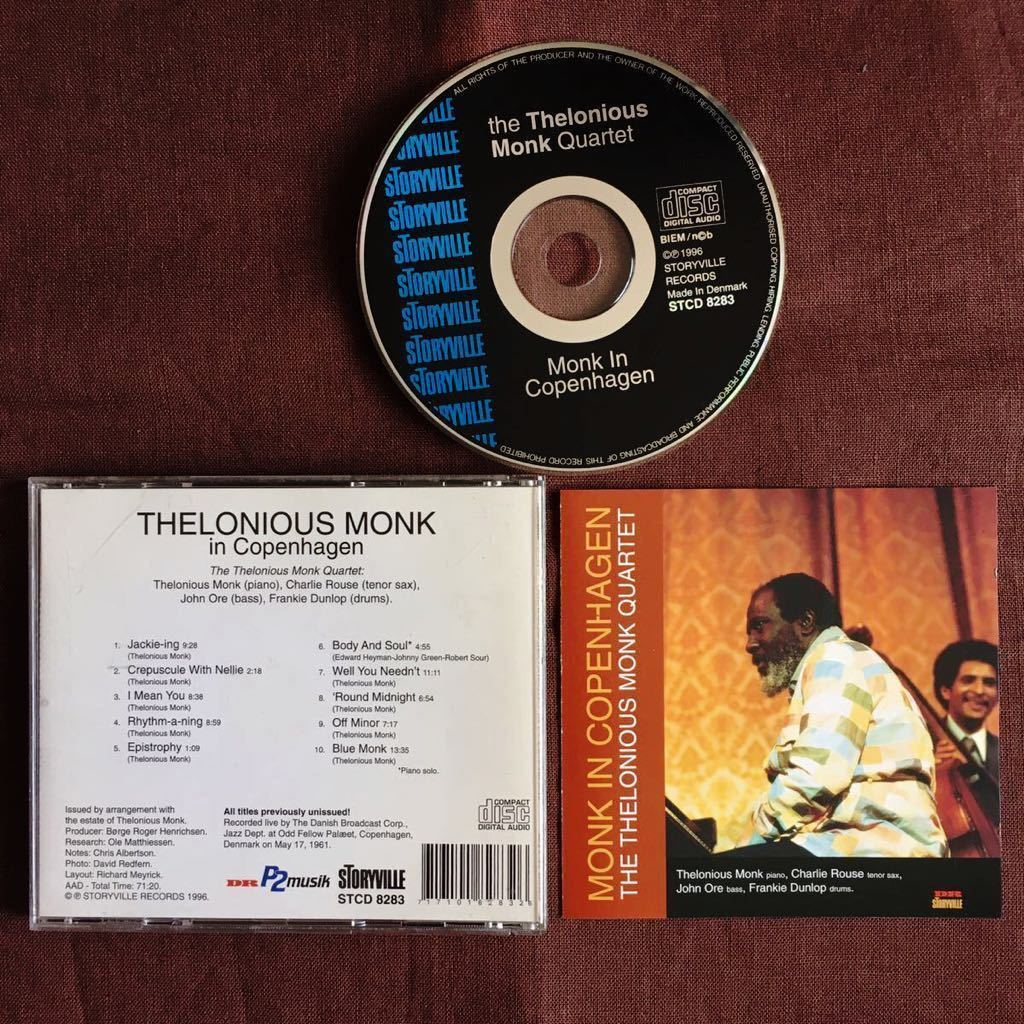 ALL RIGHTS OF THE PRODUCER AND THE OWNER OF THE WORK REPRODUCED RESERVED UNAUTHORISED COPYING HIRING LENDING, PUBLIC PERFORMANCE AND BROADCASTING OF THIS RECORD PROHIBITED
the Thelonious
Monk Quartet
STORYVILLE
STORYVILLE
STORYVILLE
STORYVILLE
STORYVILLE
STORYVILLE
STORYVILLE
COMPACT
disc
DIGITAL AUDIO
BIEM / n©b
©℗ 1996
STORYVILLE
RECORDS
Made In Denmark
STCD 8283
Monk In
Copenhagen
THELONIOUS MONK
in Copenhagen
The Thelonious Monk Quartet:
Thelonious Monk (piano), Charlie Rouse (tenor sax),
John Ore (bass), Frankie Dunlop (drums).
1. Jackie-ing 9:28
(Thelonious Monk)
2. Crepuscule With Nellie 2:18
(Thelonious Monk)
3. I Mean You 8:38
(Thelonious Monk)
4. Rhythm-a-ning 8:59
(Thelonious Monk)
5. Epistrophy 1:09
(Thelonious Monk)
6. Body And Soul* 4:55
(Edward Heyman-Johnny Green-Robert Sour)
7. Well You Needn't 11:11
(Thelonious Monk)
8. 'Round Midnight 6:54
(Thelonious Monk)
9. Off Minor 7:17
(Thelonious Monk)
10. Blue Monk 13:35
(Thelonious Monk)
*Piano solo.
Issued by arrangement with
the estate of Thelonious Monk.
Producer: Børge Roger Henrichsen.
Research: Ole Matthiessen.
Notes: Chris Albertson.
Photo: David Redfern.
Layout: Richard Meyrick.
AAD - Total Time: 71:20.
©℗ STORYVILLE RECORDS 1996.
All titles previously unissued!
Recorded live by The Danish Broadcast Corp.,
Jazz Dept. at Odd Fellow Palæet, Copenhagen,
Denmark on May 17, 1961.
COMPACT
disc
DIGITAL AUDIO
DR P2musik STORYVILLE
STCD 8283
7 17101 82832 6
MONK IN COPENHAGEN
THE THELONIOUS MONK QUARTET
Thelonious Monk piano, Charlie Rouse tenor sax,
John Ore bass, Frankie Dunlop drums.
DR
STORYVILLE